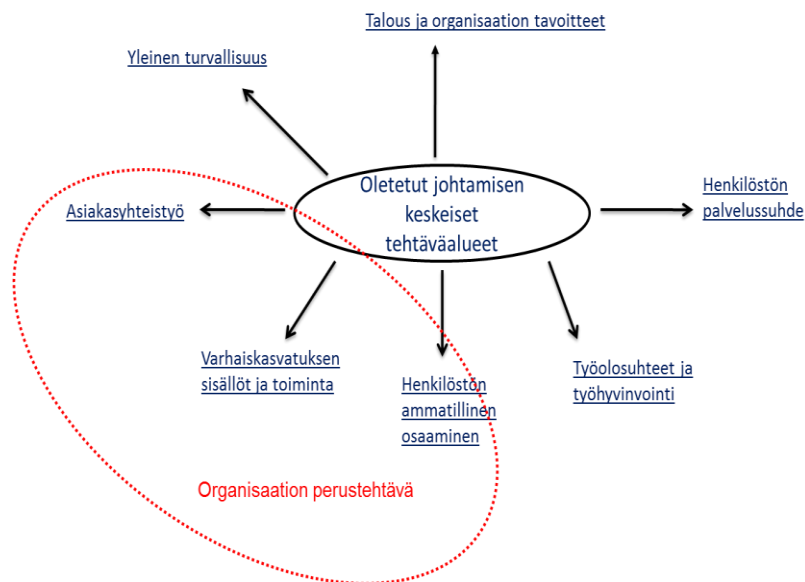 Talous ja organisaation tavoitteet
Yleinen turvallisuus
Oletetut johtamisen
keskeiset
tehtäväalueet
Henkilöstön
palvelussuhde
Asiakasyhteistyö
Varhaiskasvatuksen
sisällöt ja toiminta
Henkilöstön
ammatillinen
osaaminen
Työolosuhteet ja
työhyvinvointi
Organisaation perustehtävä